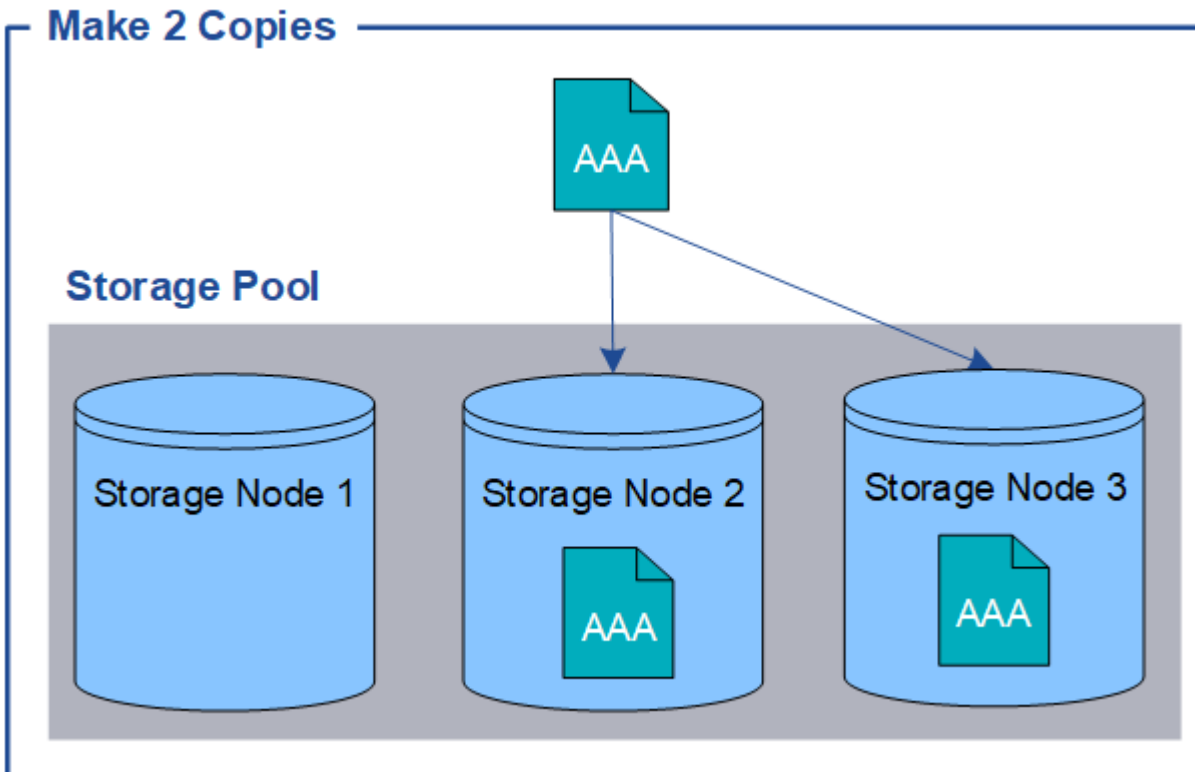 Make 2 Copies
AAA
Storage Pool
Storage Node 1
Storage Node 2
Storage Node 3
AAA
AAA